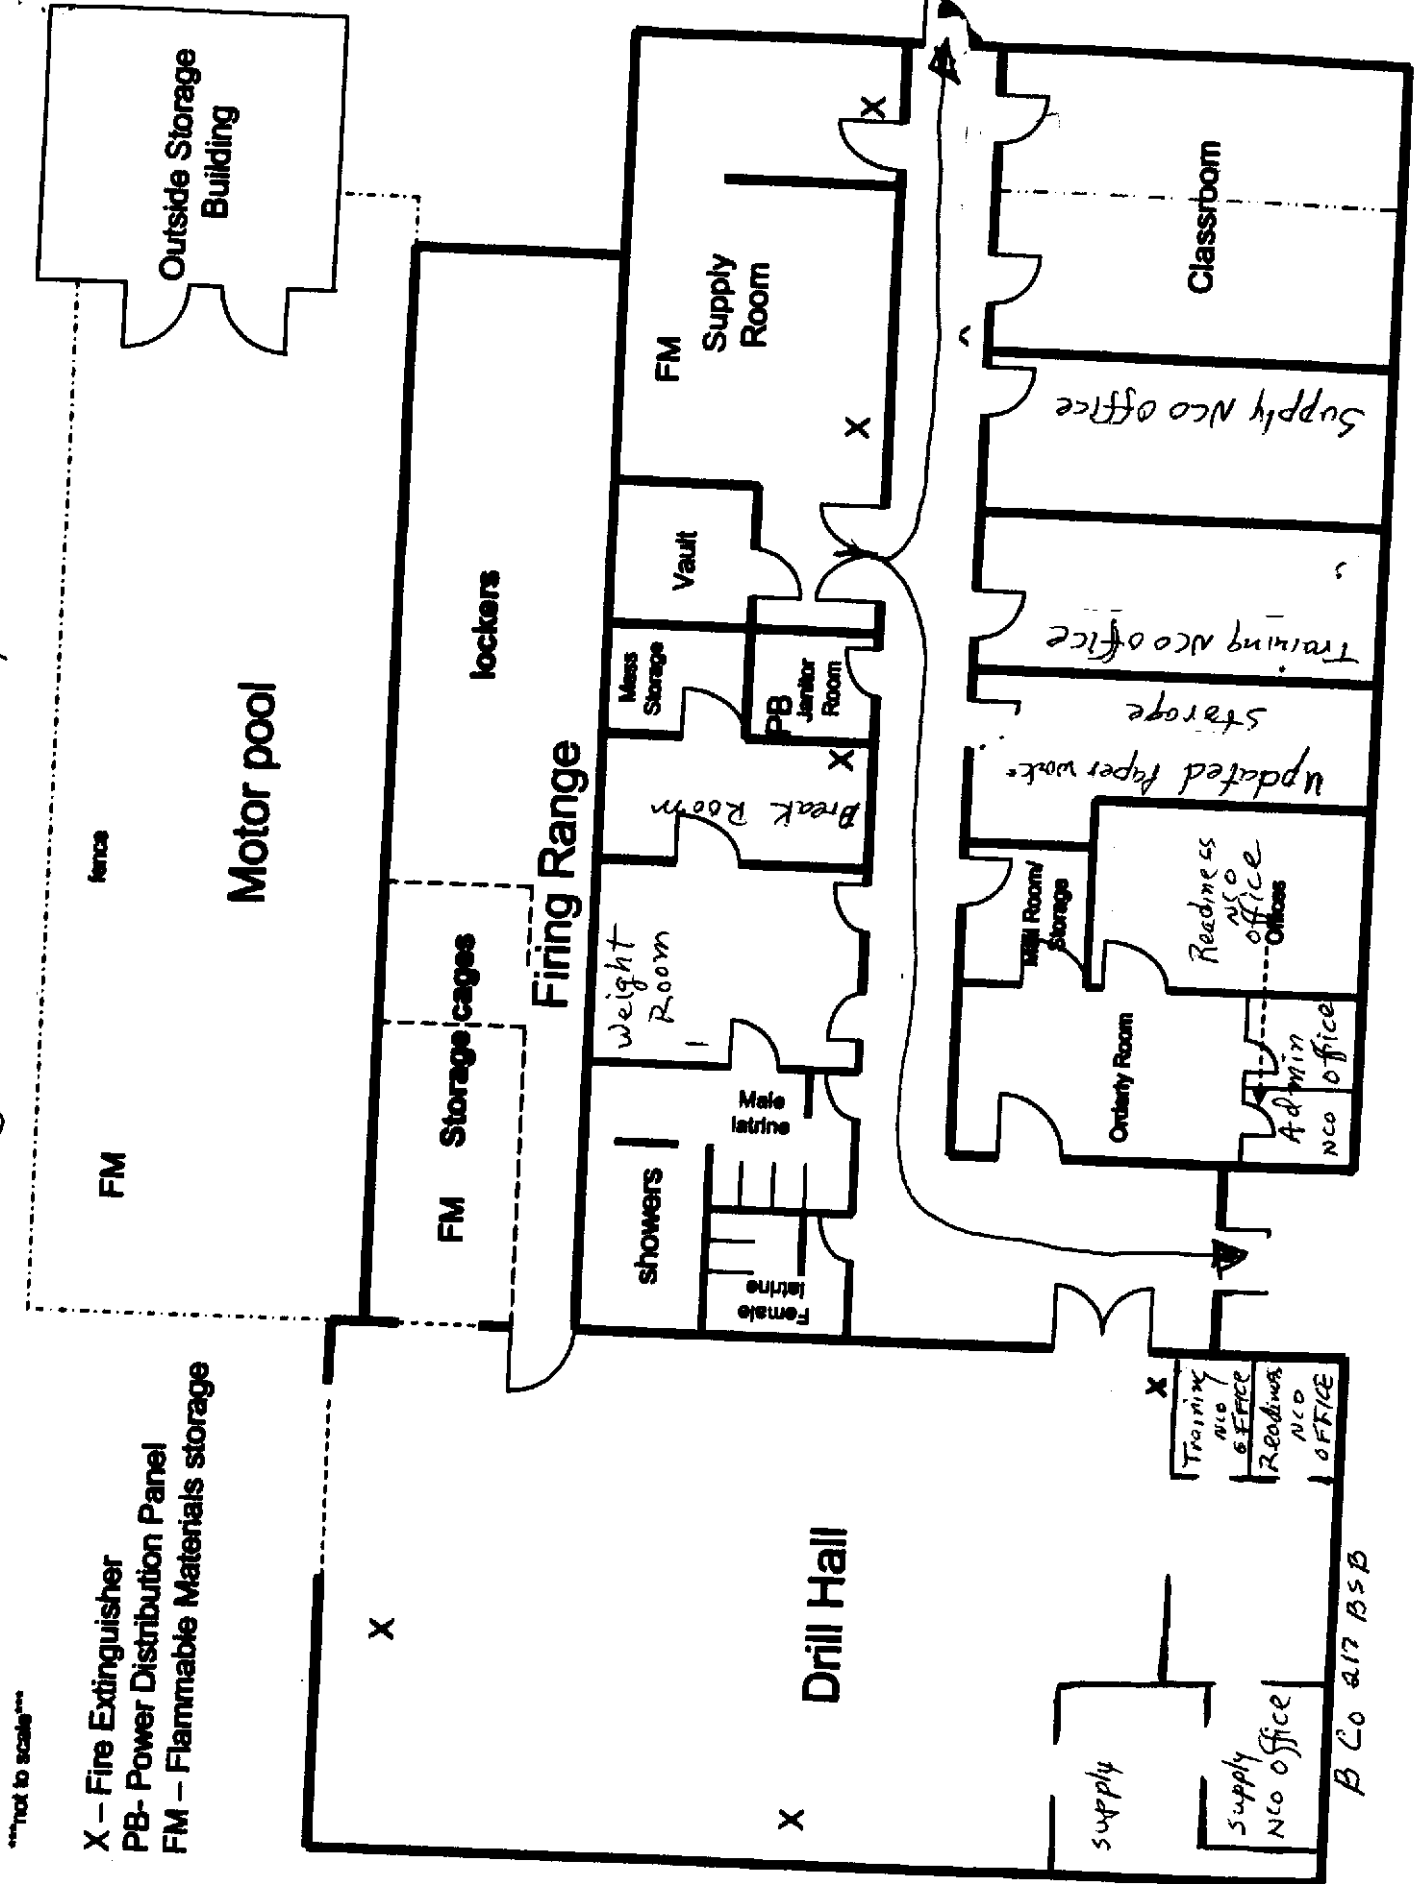 ***not to scale***
X – Fire Extinguisher
PB- Power Distribution Panel
FM – Flammable Materials storage
Outside Storage
Building
fence
FM
Motor pool
lockers
Storage cages
FM
Firing Range
FM
Supply
Room
X
X
Vault
Mess
Storage
PB
Janitor
Room
X
Break Room
Weight
Room
Male
latrine
showers
Female
latrine
Classroom
Supply NCO office
Training NCO office
Storage
Updated Paper work
Mail Room/
Storage
Readiness
NCO
office
Offices
Orderly Room
Admin
NCO office
Drill Hall
X
X
X
Training
NCO
OFFICE
Readiness
NCO
OFFICE
supply
supply
NCO office
B Co 217 BSB